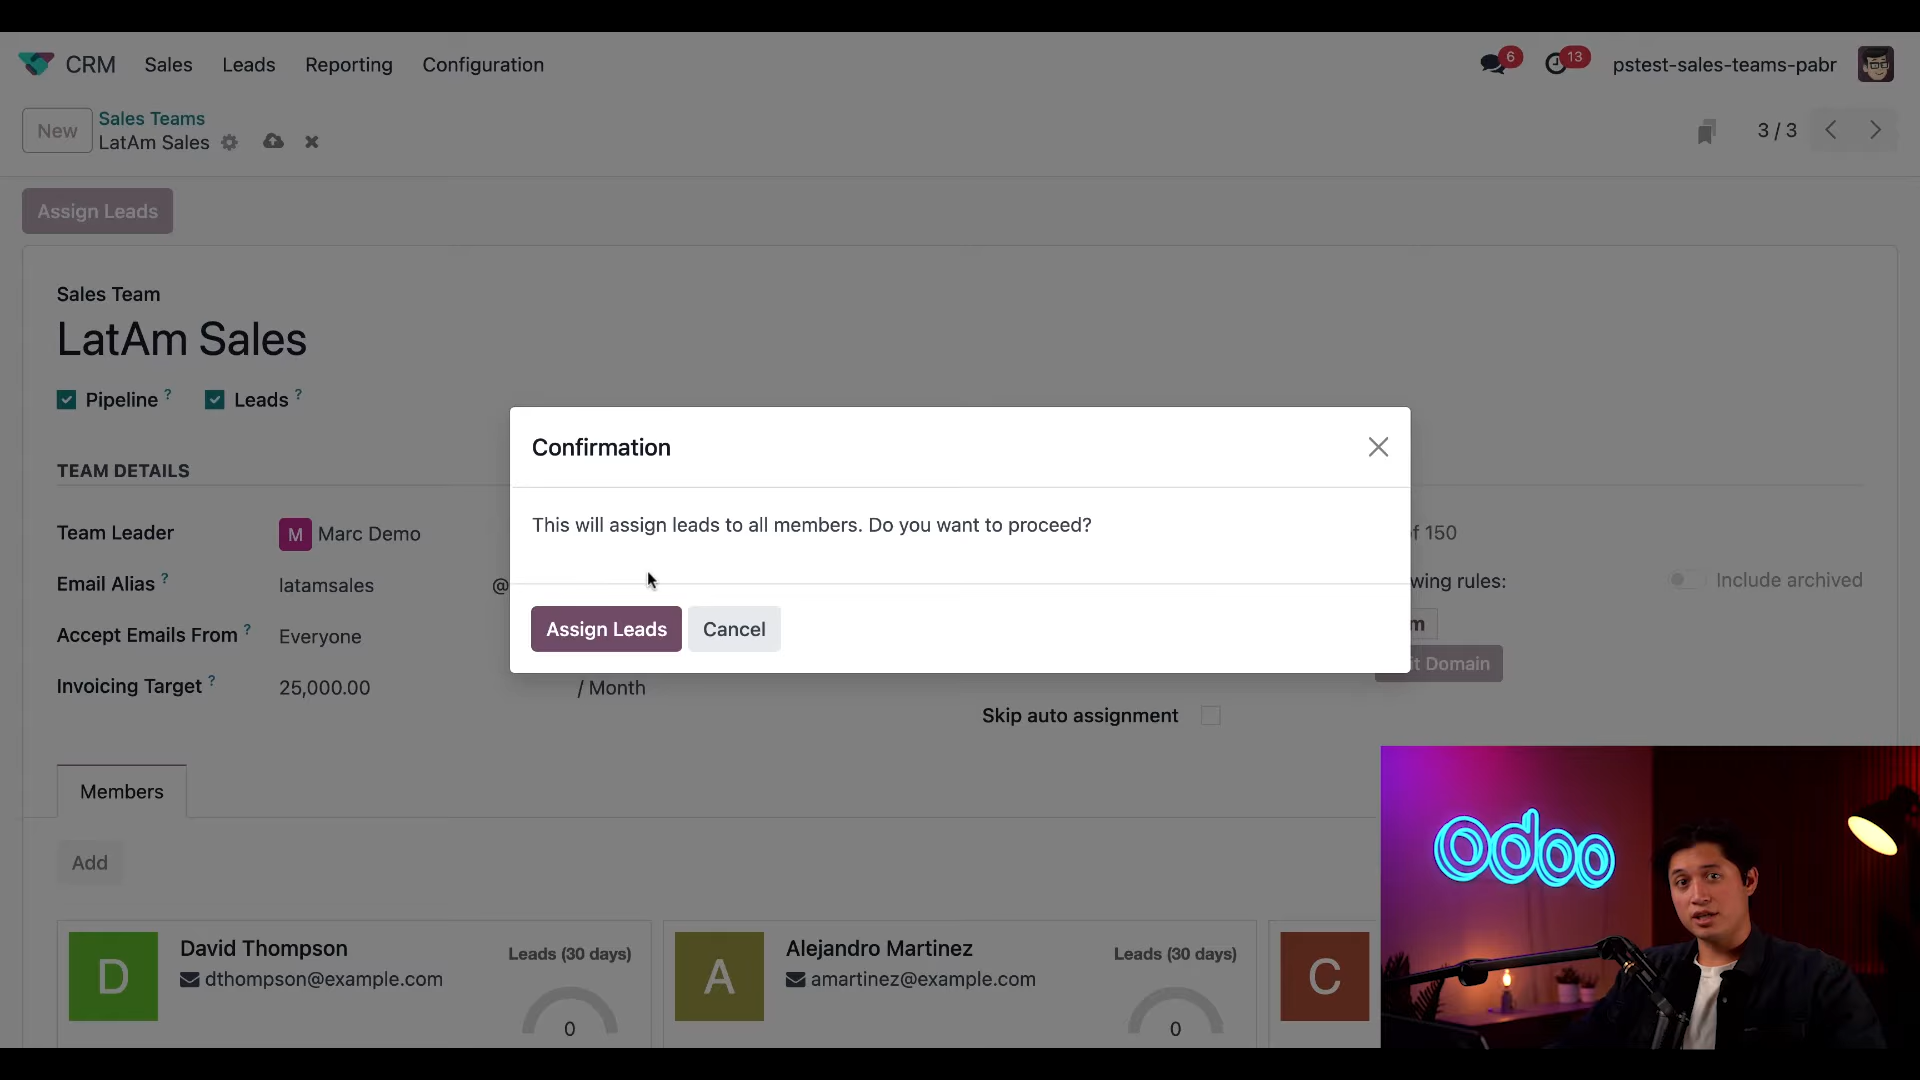 CRM Sales Leads Reporting Configuration 6 13 pstest-sales-teams-pabr
New Sales Teams 3 / 3
LatAm Sales
Assign Leads
Sales Team
LatAm Sales
Pipeline ? Leads ?
Confirmation
This will assign leads to all members. Do you want to proceed?
Assign Leads Cancel
TEAM DETAILS
Team Leader M Marc Demo
Email Alias ? latamsales @
Accept Emails From ? Everyone
Invoicing Target ? 25,000.00 / Month
of 150
wing rules: Include archived
m
it Domain
Skip auto assignment
Members
Add
D David Thompson Leads (30 days)
dthompson@example.com
0
A Alejandro Martinez Leads (30 days)
amartinez@example.com
0
C
odoo